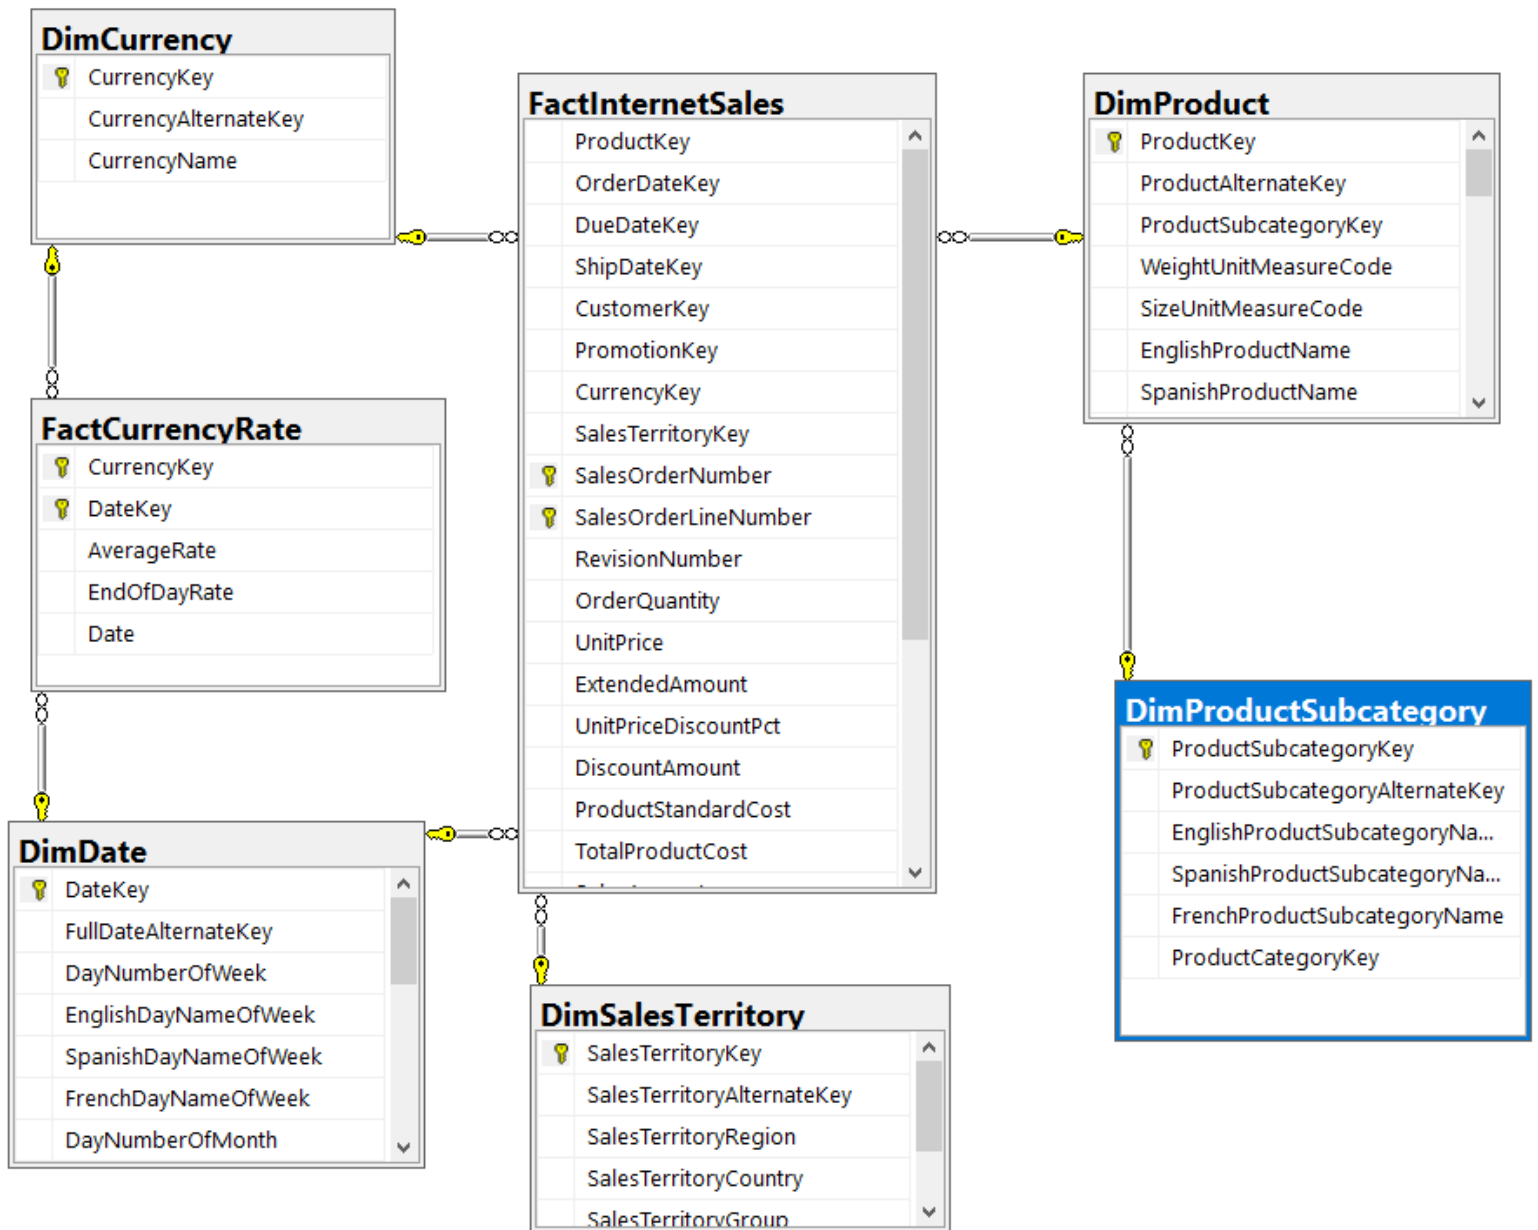 DimCurrency
CurrencyKey
CurrencyAlternateKey
CurrencyName
FactCurrencyRate
CurrencyKey
DateKey
AverageRate
EndOfDayRate
Date
DimDate
DateKey
FullDateAlternateKey
DayNumberOfWeek
EnglishDayNameOfWeek
SpanishDayNameOfWeek
FrenchDayNameOfWeek
DayNumberOfMonth
FactInternetSales
ProductKey
OrderDateKey
DueDateKey
ShipDateKey
CustomerKey
PromotionKey
CurrencyKey
SalesTerritoryKey
SalesOrderNumber
SalesOrderLineNumber
RevisionNumber
OrderQuantity
UnitPrice
ExtendedAmount
UnitPriceDiscountPct
DiscountAmount
ProductStandardCost
TotalProductCost
DimSalesTerritory
SalesTerritoryKey
SalesTerritoryAlternateKey
SalesTerritoryRegion
SalesTerritoryCountry
SalesTerritoryGroup
DimProduct
ProductKey
ProductAlternateKey
ProductSubcategoryKey
WeightUnitMeasureCode
SizeUnitMeasureCode
EnglishProductName
SpanishProductName
DimProductSubcategory
ProductSubcategoryKey
ProductSubcategoryAlternateKey
EnglishProductSubcategoryNa...
SpanishProductSubcategoryNa...
FrenchProductSubcategoryName
ProductCategoryKey